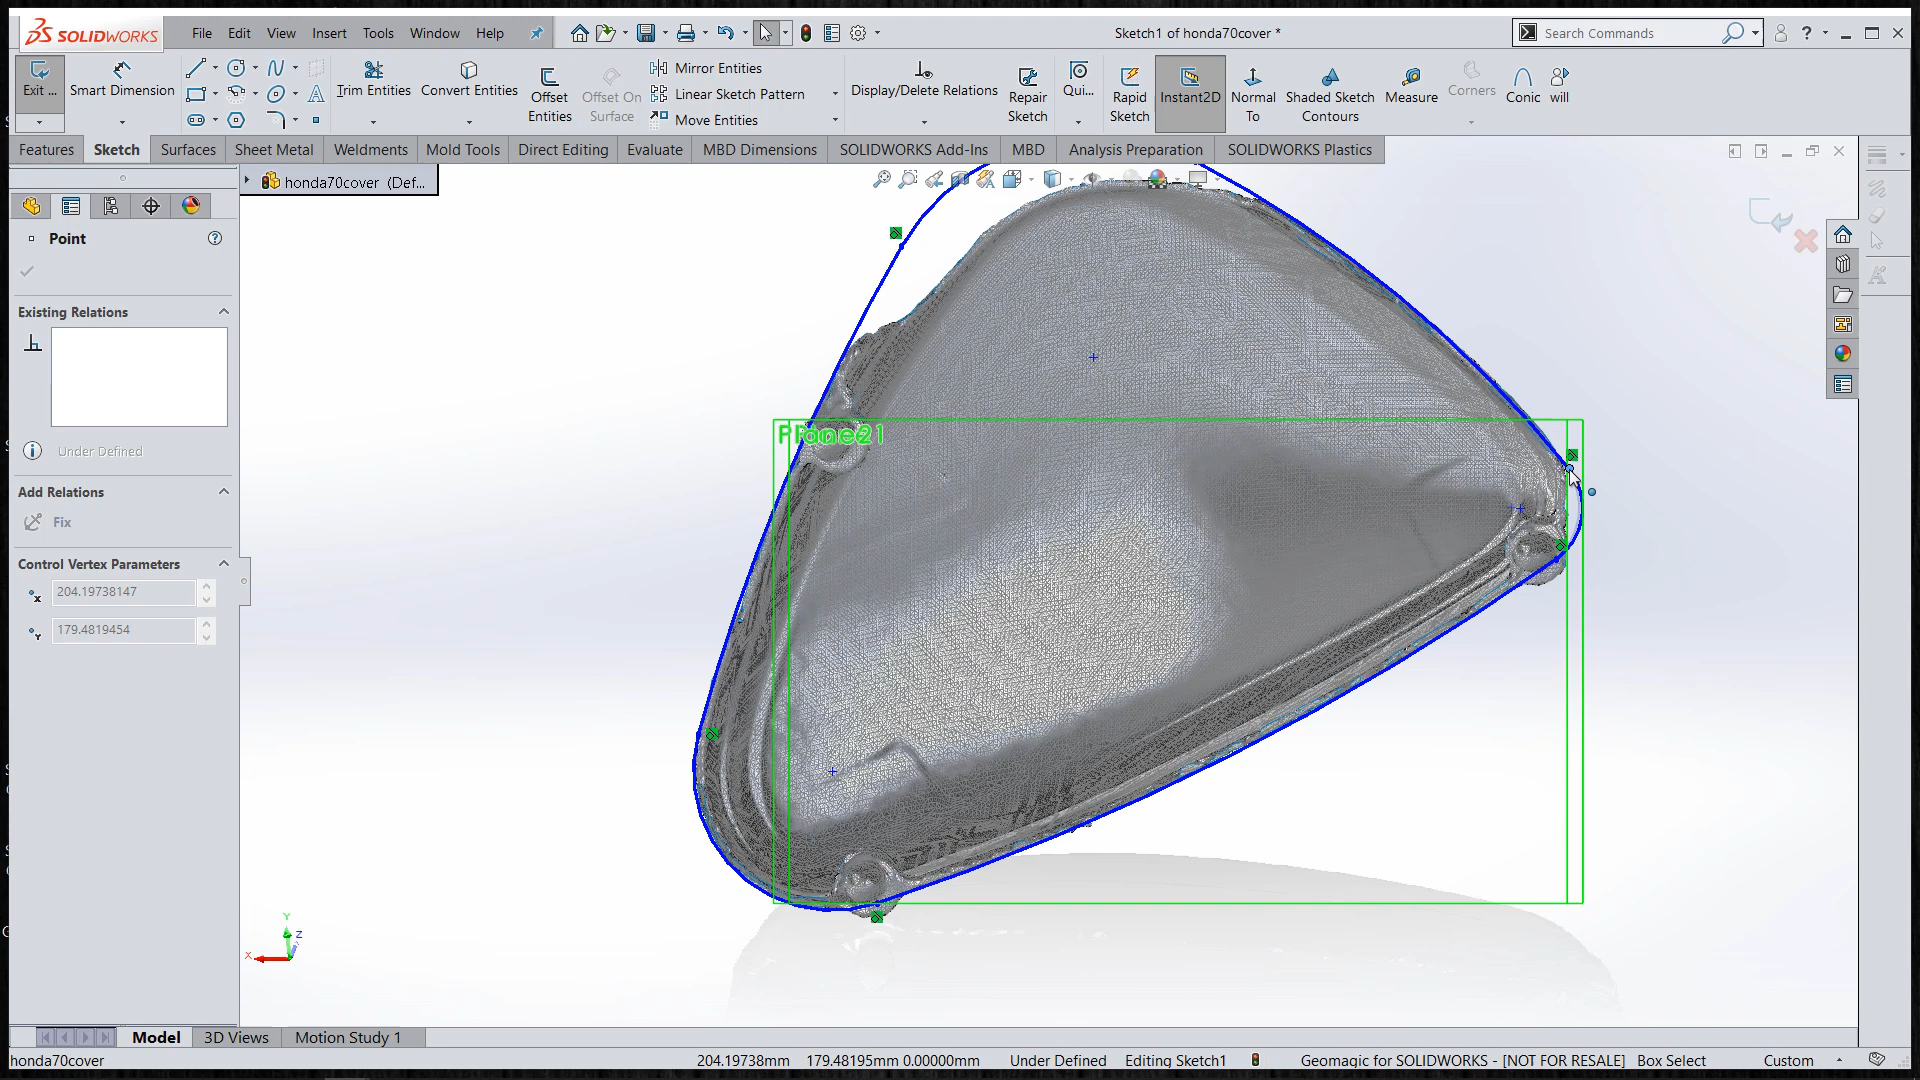 SOLIDWORKS File Edit View Insert Tools Window Help Sketch1 of honda70cover * Search Commands ?
Exit ... Smart Dimension Trim Entities Convert Entities Offset Entities Offset On Surface Mirror Entities Linear Sketch Pattern Move Entities Display/Delete Relations Repair Sketch Qui... Rapid Sketch Instant2D Normal To Shaded Sketch Contours Measure Corners Conic will
Features Sketch Surfaces Sheet Metal Weldments Mold Tools Direct Editing Evaluate MBD Dimensions SOLIDWORKS Add-Ins MBD Analysis Preparation SOLIDWORKS Plastics
honda70cover (Def...
Point
Existing Relations
Under Defined
Add Relations
Fix
Control Vertex Parameters
204.19738147
179.4819454
Y
Z
X
Model 3D Views Motion Study 1
honda70cover 204.19738mm 179.48195mm 0.00000mm Under Defined Editing Sketch1 Geomagic for SOLIDWORKS - [NOT FOR RESALE] Box Select Custom